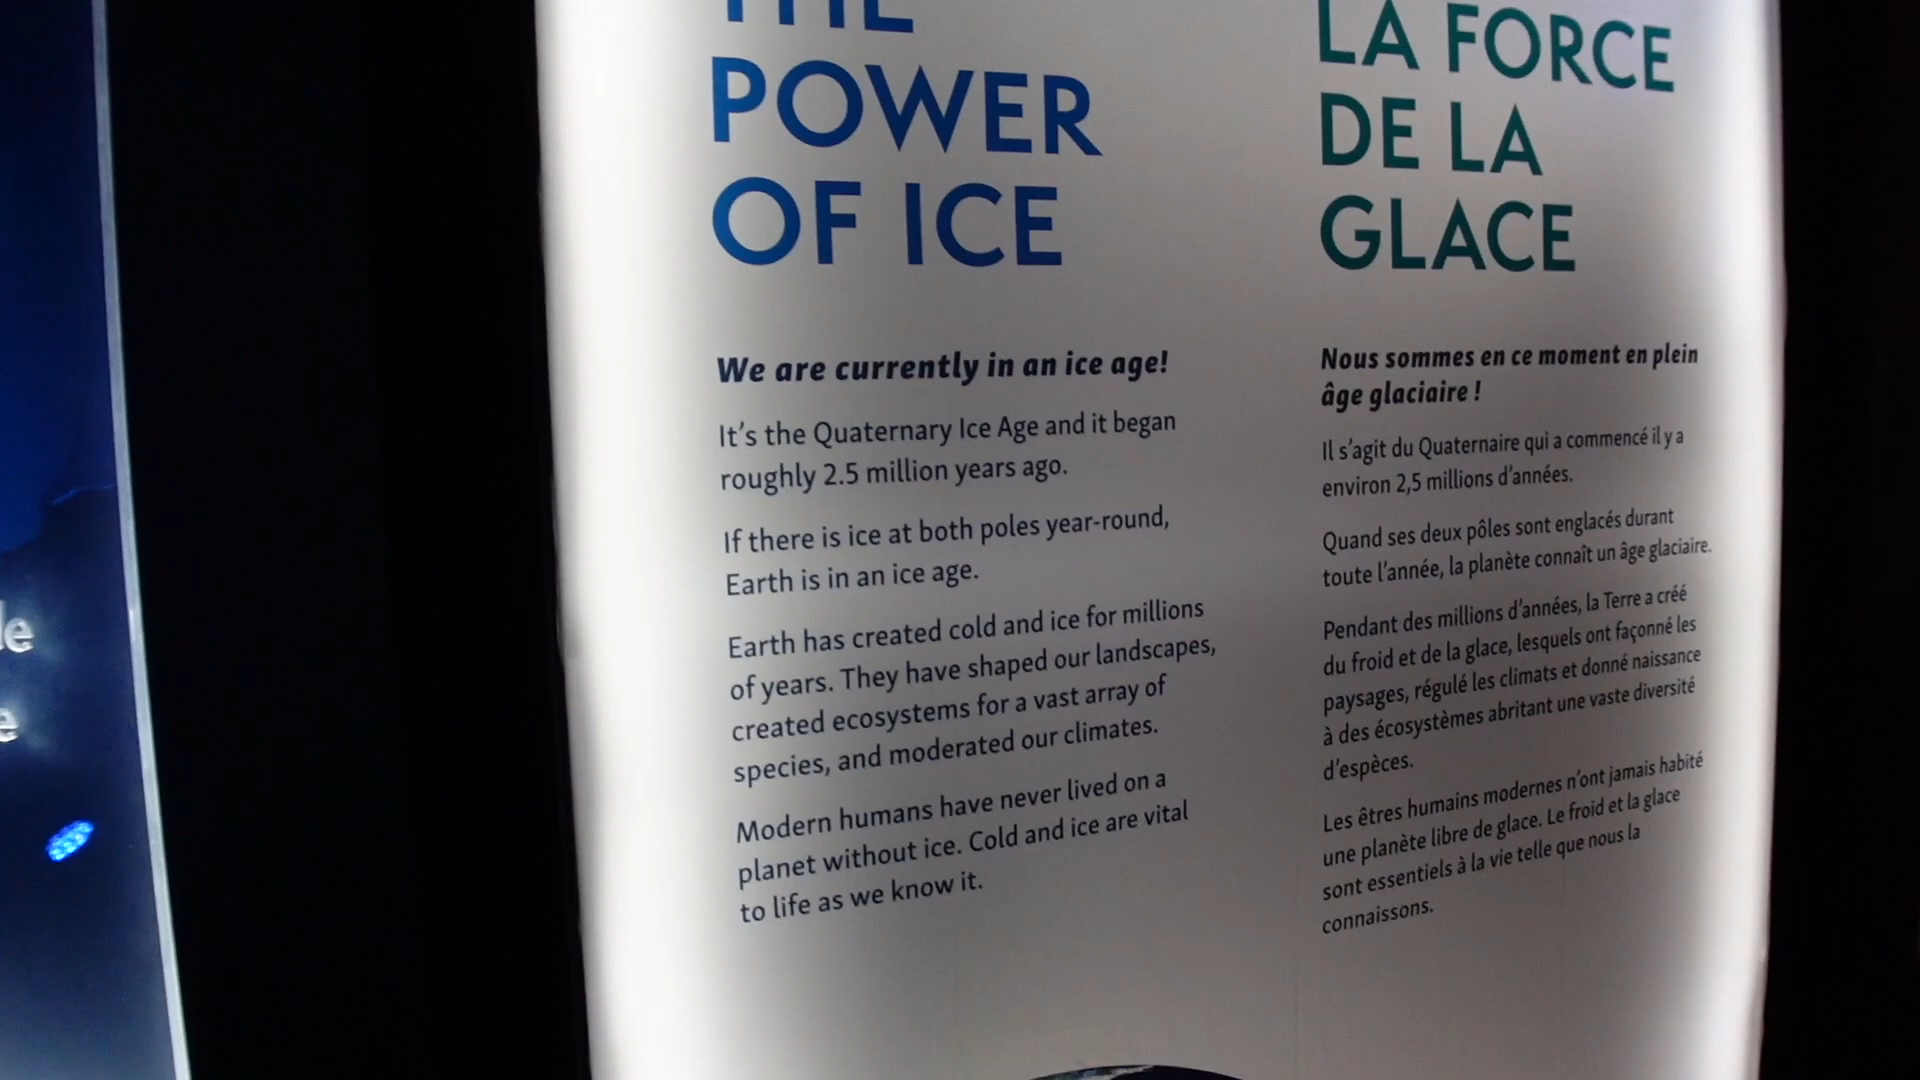 THE
POWER
OF ICE
We are currently in an ice age!
It's the Quaternary Ice Age and it began
roughly 2.5 million years ago.
If there is ice at both poles year-round,
Earth is in an ice age.
Earth has created cold and ice for millions
of years. They have shaped our landscapes,
created ecosystems for a vast array of
species, and moderated our climates.
Modern humans have never lived on a
planet without ice. Cold and ice are vital
to life as we know it.
LA FORCE
DE LA
GLACE
Nous sommes en ce moment en plein
âge glaciaire !
Il s'agit du Quaternaire qui a commencé il y a
environ 2,5 millions d'années.
Quand ses deux pôles sont englacés durant
toute l'année, la planète connaît un âge glaciaire.
Pendant des millions d'années, la Terre a créé
du froid et de la glace, lesquels ont façonné les
paysages, régulé les climats et donné naissance
à des écosystèmes abritant une vaste diversité
d'espèces.
Les êtres humains modernes n'ont jamais habité
une planète libre de glace. Le froid et la glace
sont essentiels à la vie telle que nous la
connaissons.